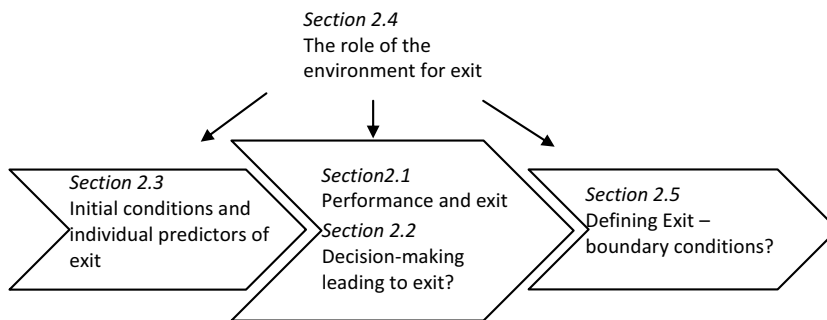 Section 2.4
The role of the
environment for exit
Section 2.3
Initial conditions and
individual predictors of
exit
Section2.1
Performance and exit
Section 2.2
Decision-making
leading to exit?
Section 2.5
Defining Exit –
boundary conditions?